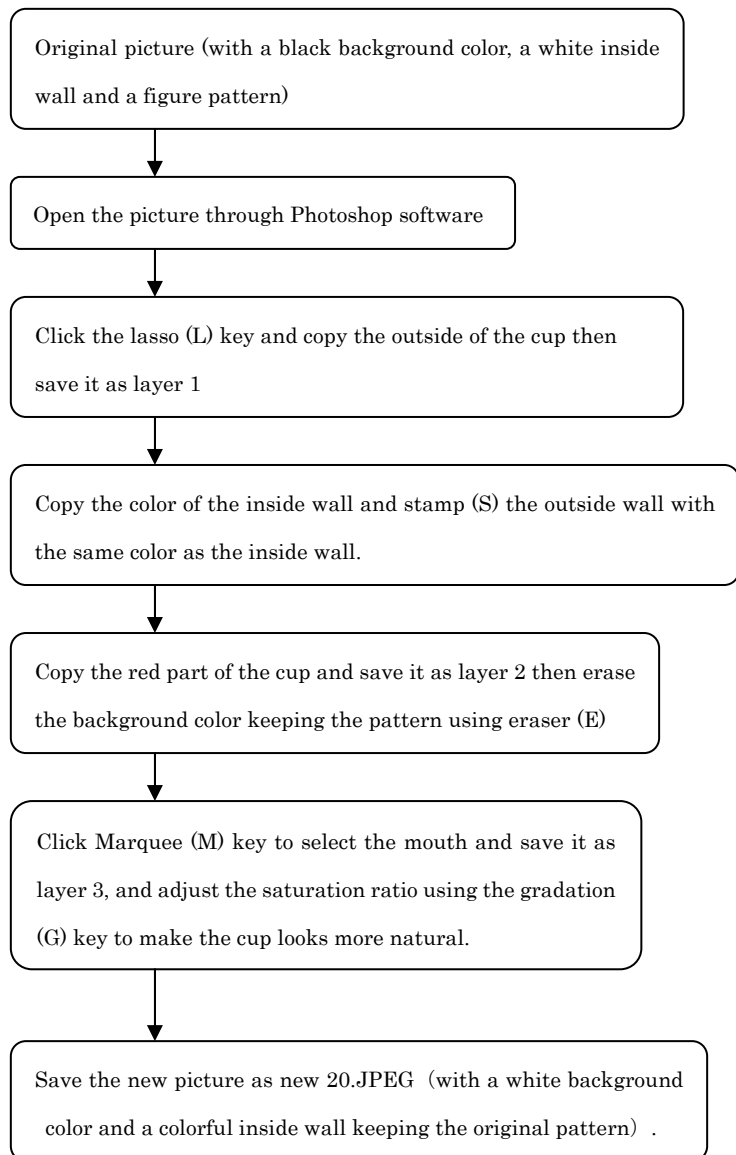 Original picture (with a black background color, a white inside
wall and a figure pattern)
Open the picture through Photoshop software
Click the lasso (L) key and copy the outside of the cup then
save it as layer 1
Copy the color of the inside wall and stamp (S) the outside wall with
the same color as the inside wall.
Copy the red part of the cup and save it as layer 2 then erase
the background color keeping the pattern using eraser (E)
Click Marquee (M) key to select the mouth and save it as
layer 3, and adjust the saturation ratio using the gradation
(G) key to make the cup looks more natural.
Save the new picture as new 20.JPEG（with a white background
color and a colorful inside wall keeping the original pattern）.